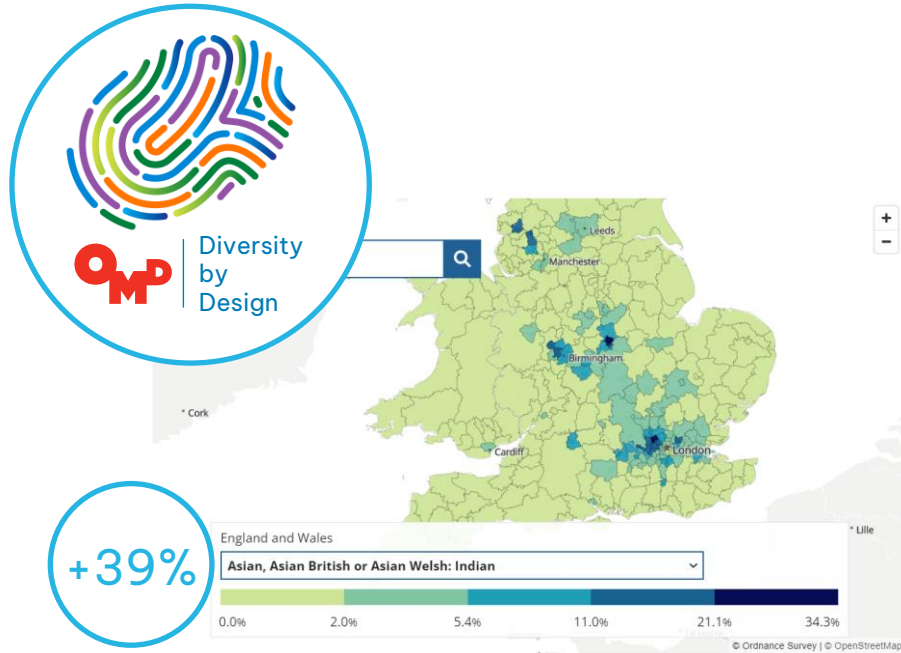 OMD
Diversity
by
Design
+
−
Leeds
Manchester
Birmingham
Cork
Cardiff
London
Lille
+39%
England and Wales
Asian, Asian British or Asian Welsh: Indian
0.0% 2.0% 5.4% 11.0% 21.1% 34.3%
© Ordnance Survey | © OpenStreetMap